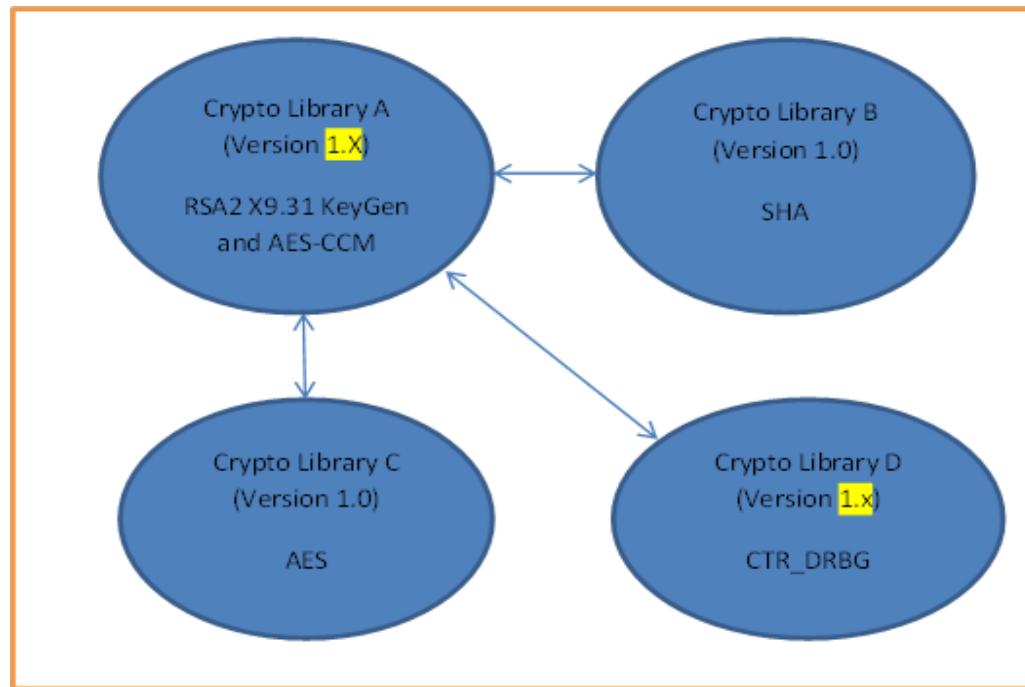 Crypto Library A
(Version 1.X)
RSA2 X9.31 KeyGen
and AES-CCM
Crypto Library B
(Version 1.0)
SHA
Crypto Library C
(Version 1.0)
AES
Crypto Library D
(Version 1.x)
CTR_DRBG